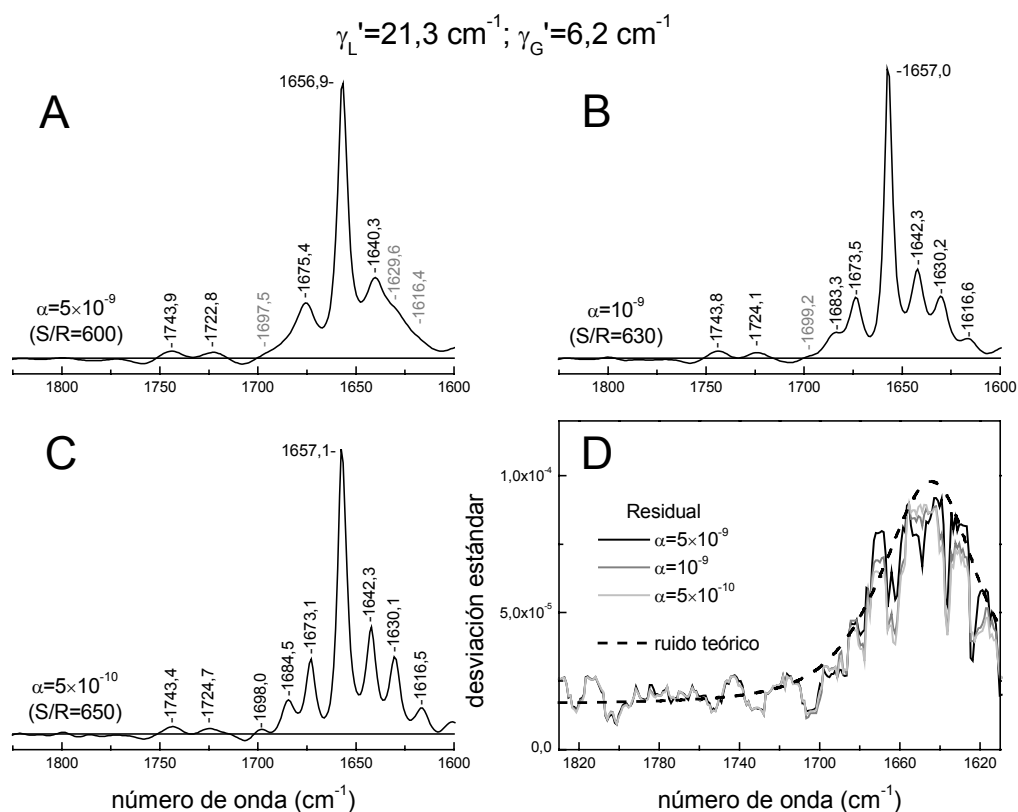 γL'=21,3 cm-1; γG'=6,2 cm-1
A
1656,9-
-1743,9
-1722,8
-1697,5
-1675,4
-1640,3
-1629,6
-1616,4
α=5×10-9
(S/R=600)
1800
1750
1700
1650
1600
B
-1657,0
-1743,8
-1724,1
-1699,2
-1683,3
-1673,5
-1642,3
-1630,2
-1616,6
α=10-9
(S/R=630)
1800
1750
1700
1650
1600
C
1657,1-
-1743,4
-1724,7
-1698,0
-1684,5
-1673,1
-1642,3
-1630,1
-1616,5
α=5×10-10
(S/R=650)
1800
1750
1700
1650
1600
número de onda (cm-1)
D
desviación estándar
1,0x10-4
5,0x10-5
0,0
Residual
α=5×10-9
α=10-9
α=5×10-10
ruido teórico
1820
1780
1740
1700
1660
1620
número de onda (cm-1)